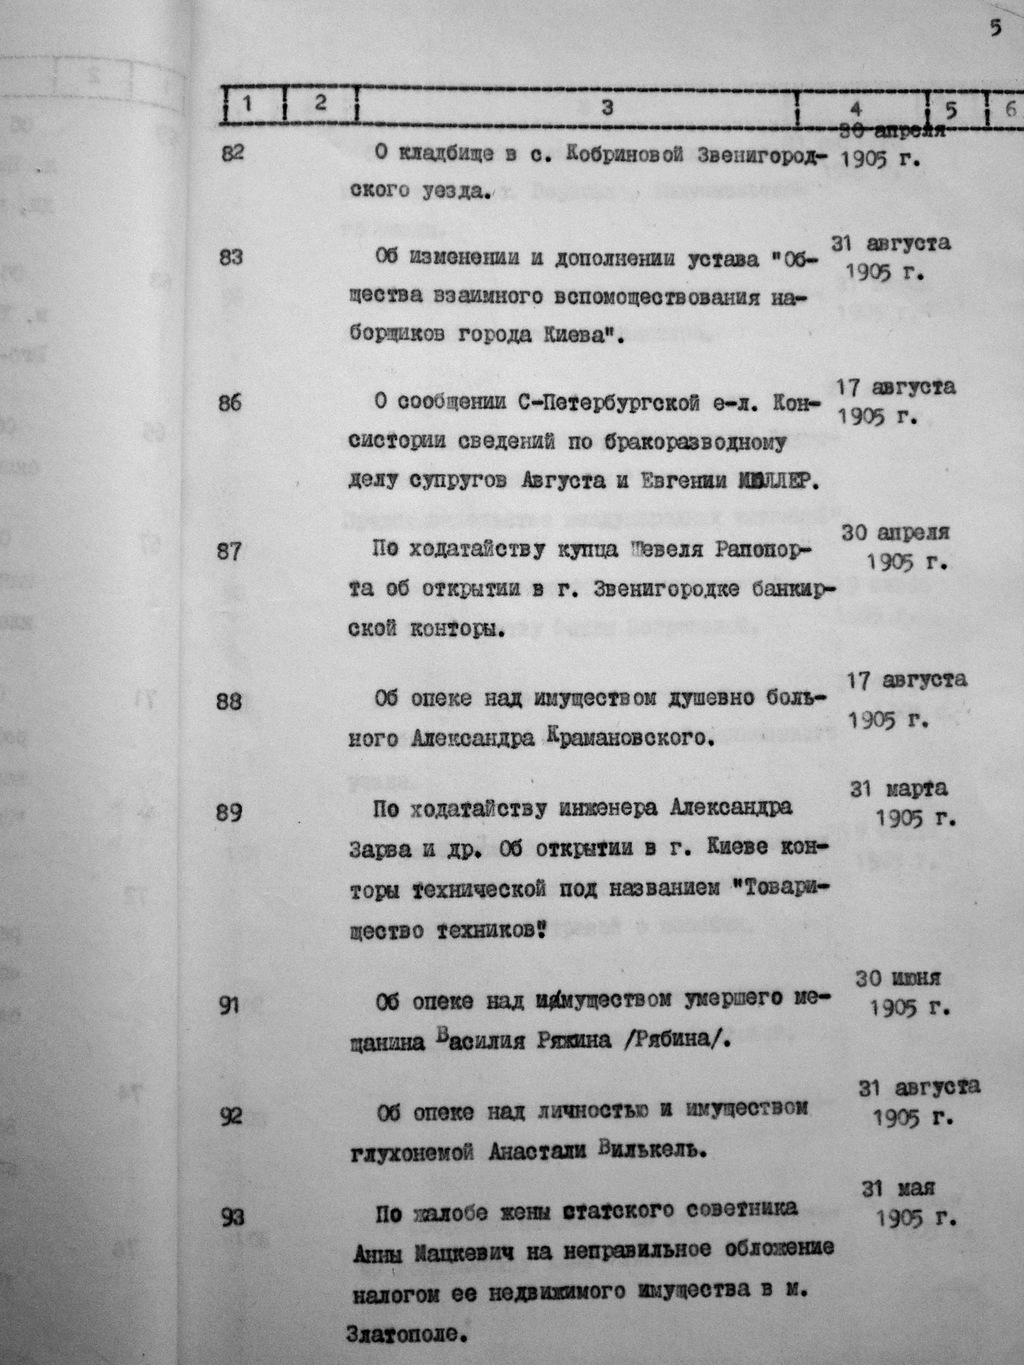 5
1 2 3 4 5 6
30 апреля
82 О кладбище в с. Кобриновой Звенигород- 1905 г.
ского уезда.
31 августа
83 Об изменении и дополнении устава "Об- 1905 г.
щества взаимного вспомоществования на-
борщиков города Киева".
17 августа
86 О сообщении С-Петербургской е-л. Кон- 1905 г.
систории сведений по бракоразводному
делу супругов Августа и Евгении МЮЛЛЕР.
30 апреля
87 По ходатайству купца Шевеля Рапопор- 1905 г.
та об открытии в г. Звенигородке банкир-
ской конторы.
17 августа
88 Об опеке над имуществом душевно боль- 1905 г.
ного Александра Крамановского.
31 марта
89 По ходатайству инженера Александра 1905 г.
Зарва и др. Об открытии в г. Киеве кон-
торы технической под названием "Товари-
щество техников".
30 июня
91 Об опеке над имуществом умершего ме- 1905 г.
щанина Василия Ряжина /Рябина/.
31 августа
92 Об опеке над личностью и имуществом 1905 г.
глухонемой Анастали Вилькель.
31 мая
93 По жалобе жены статского советника 1905 г.
Анны Мацкевич на неправильное обложение
налогом ее недвижимого имущества в м.
Златополе.